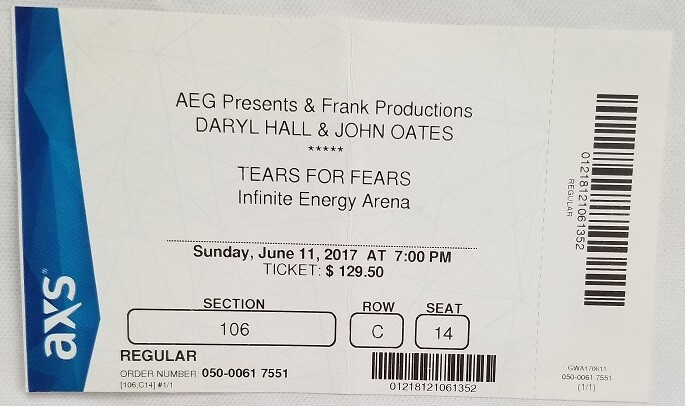 AEG Presents & Frank Productions
DARYL HALL & JOHN OATES
*****
TEARS FOR FEARS
Infinite Energy Arena
Sunday, June 11, 2017 AT 7:00 PM
TICKET: $ 129.50
SECTION ROW SEAT
106 C 14
REGULAR
ORDER NUMBER 050-0061 7551
[106,C14] #1/1
01218121061352
axs®
01218121061352
REGULAR
GWA170611
050-0061 7551
(1/1)